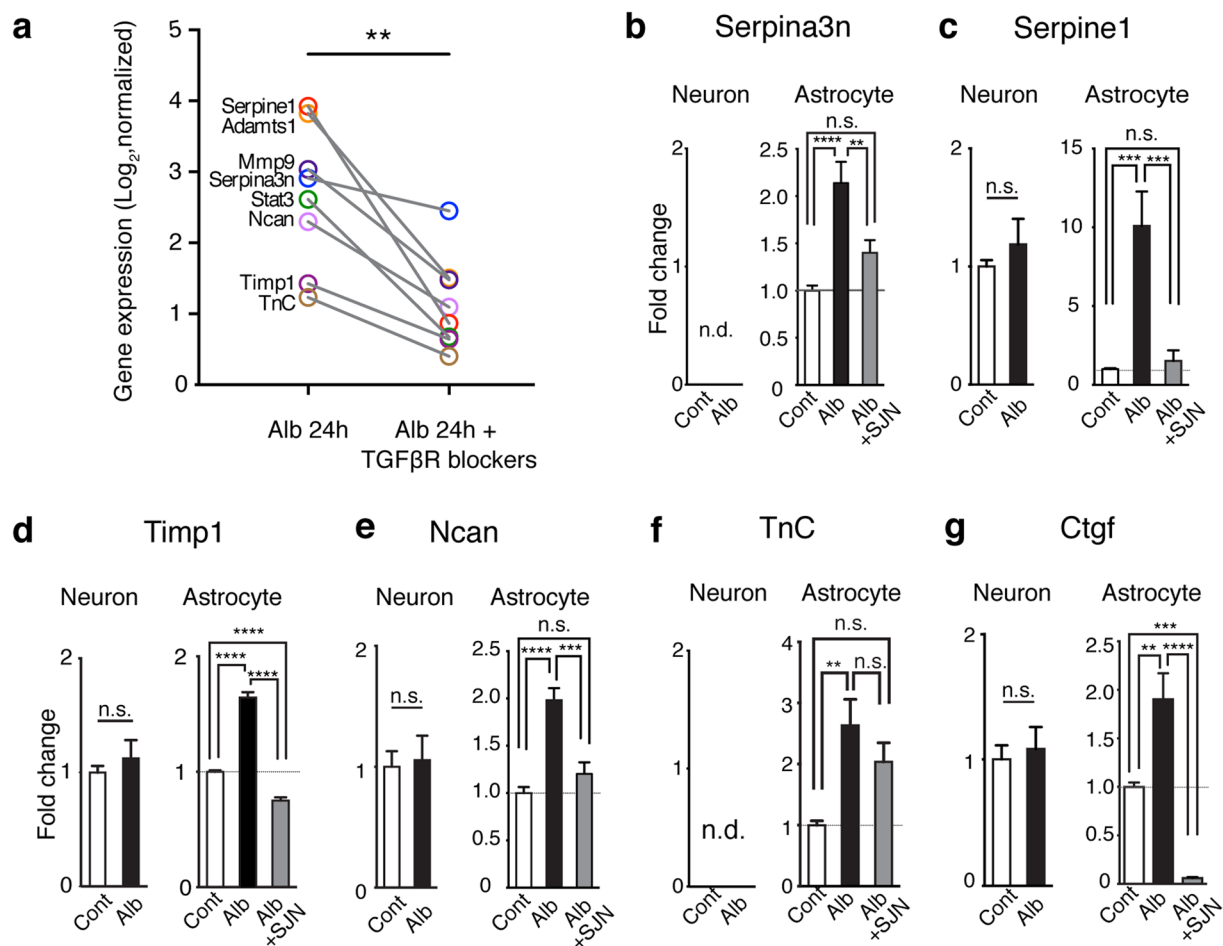 a
Gene expression (Log2,normalized)
5
4
3
2
1
0
**
Serpine1
Adamts1
Mmp9
Serpina3n
Stat3
Ncan
Timp1
TnC
Alb 24h
Alb 24h +
TGFβR blockers
b
Serpina3n
Neuron
Astrocyte
Fold change
2
1
0
n.d.
Cont
Alb
n.s.
**** **
2.5
2.0
1.5
1.0
0.5
0
Cont
Alb
Alb
+SJN
c
Serpine1
Neuron
Astrocyte
2
1
0
n.s.
Cont
Alb
n.s.
*** ***
15
10
5
0
Cont
Alb
Alb
+SJN
d
Timp1
Neuron
Astrocyte
Fold change
2
1
0
n.s.
Cont
Alb
****
****
****
2
1
0
Cont
Alb
Alb
+SJN
e
Ncan
Neuron
Astrocyte
2
1
0
n.s.
Cont
Alb
n.s.
**** ***
2.5
2.0
1.5
1.0
0.5
0
Cont
Alb
Alb
+SJN
f
TnC
Neuron
Astrocyte
2
1
0
n.d.
Cont
Alb
n.s.
** n.s.
4
3
2
1
0
Cont
Alb
Alb
+SJN
g
Ctgf
Neuron
Astrocyte
2
1
0
n.s.
Cont
Alb
***
** ****
2.5
2.0
1.5
1.0
0.5
0
Cont
Alb
Alb
+SJN